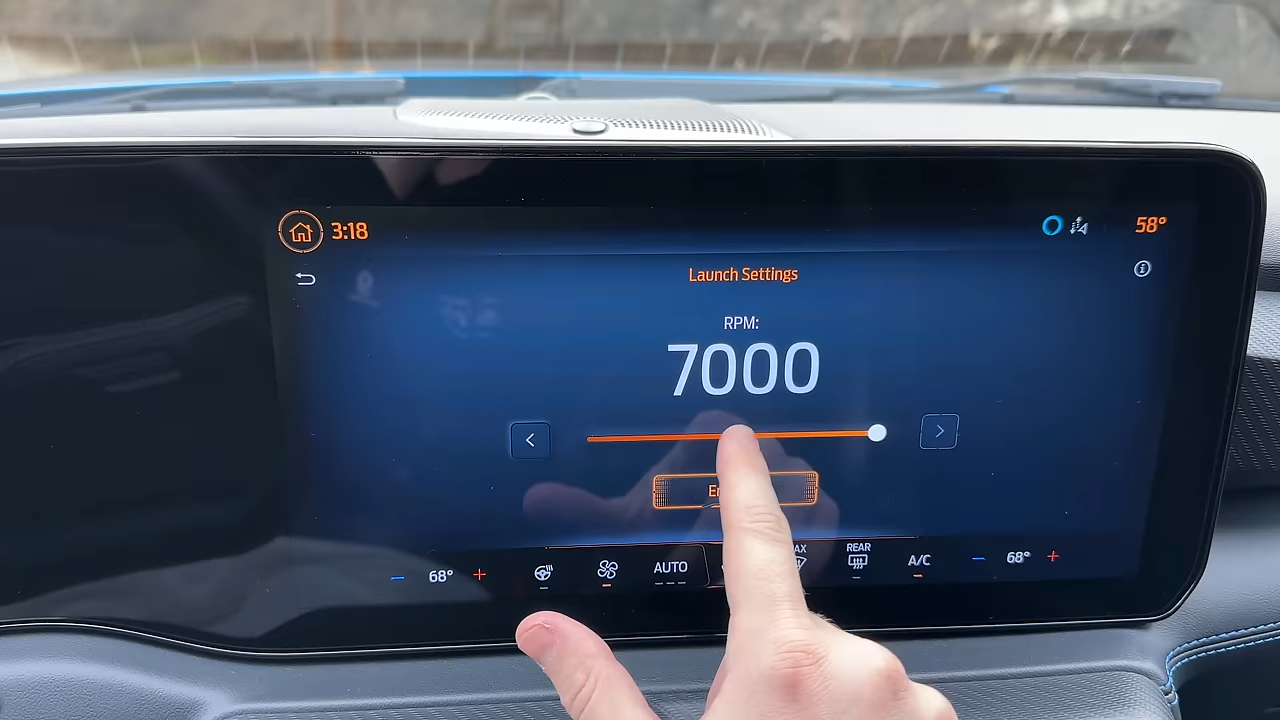 3:18
58°
Launch Settings
RPM:
7000
68°
AUTO
REAR
A/C
68°